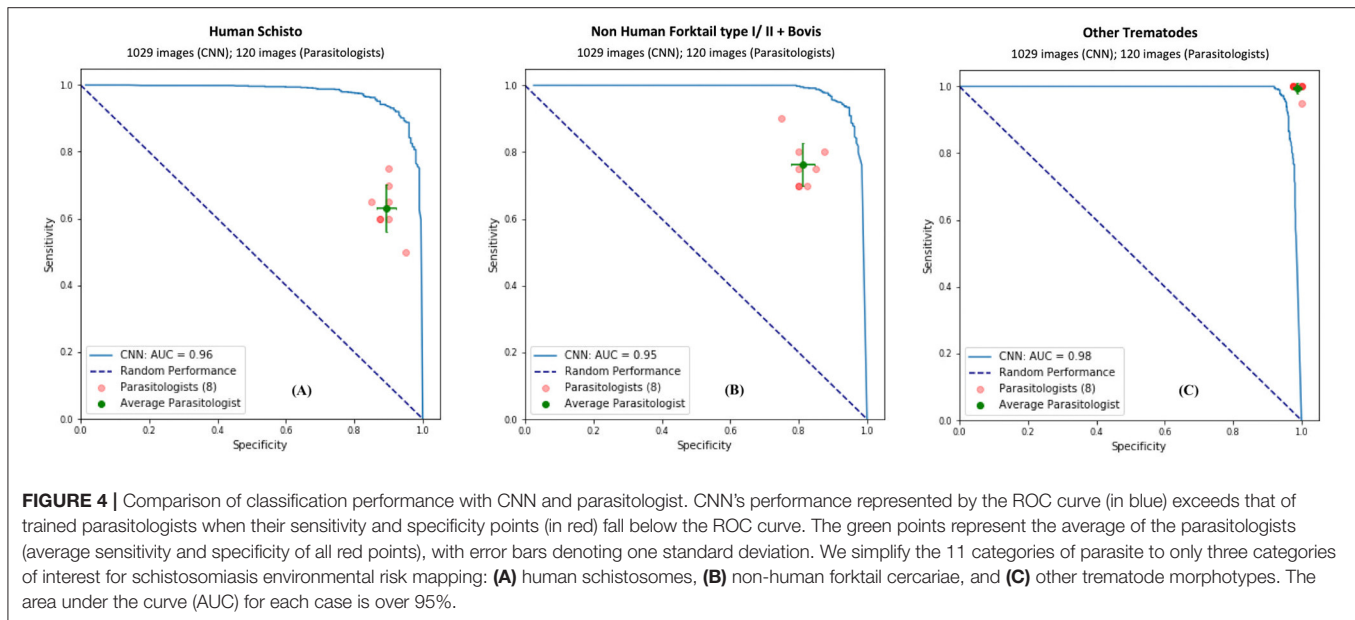 Human Schisto
1029 images (CNN); 120 images (Parasitologists)
1.0
0.8
0.6
0.4
0.2
0.0
Sensitivity
CNN: AUC = 0.96
Random Performance
Parasitologists (8)
Average Parasitologist
(A)
0.0 0.2 0.4 0.6 0.8 1.0
Specificity
Non Human Forktail type I/ II + Bovis
1029 images (CNN); 120 images (Parasitologists)
1.0
0.8
0.6
0.4
0.2
0.0
Sensitivity
CNN: AUC = 0.95
Random Performance
Parasitologists (8)
Average Parasitologist
(B)
0.0 0.2 0.4 0.6 0.8 1.0
Specificity
Other Trematodes
1029 images (CNN); 120 images (Parasitologists)
1.0
0.8
0.6
0.4
0.2
0.0
Sensitivity
CNN: AUC = 0.98
Random Performance
Parasitologists (8)
Average Parasitologist
(C)
0.0 0.2 0.4 0.6 0.8 1.0
Specificity
FIGURE 4 | Comparison of classification performance with CNN and parasitologist. CNN's performance represented by the ROC curve (in blue) exceeds that of
trained parasitologists when their sensitivity and specificity points (in red) fall below the ROC curve. The green points represent the average of the parasitologists
(average sensitivity and specificity of all red points), with error bars denoting one standard deviation. We simplify the 11 categories of parasite to only three categories
of interest for schistosomiasis environmental risk mapping: (A) human schistosomes, (B) non-human forktail cercariae, and (C) other trematode morphotypes. The
area under the curve (AUC) for each case is over 95%.